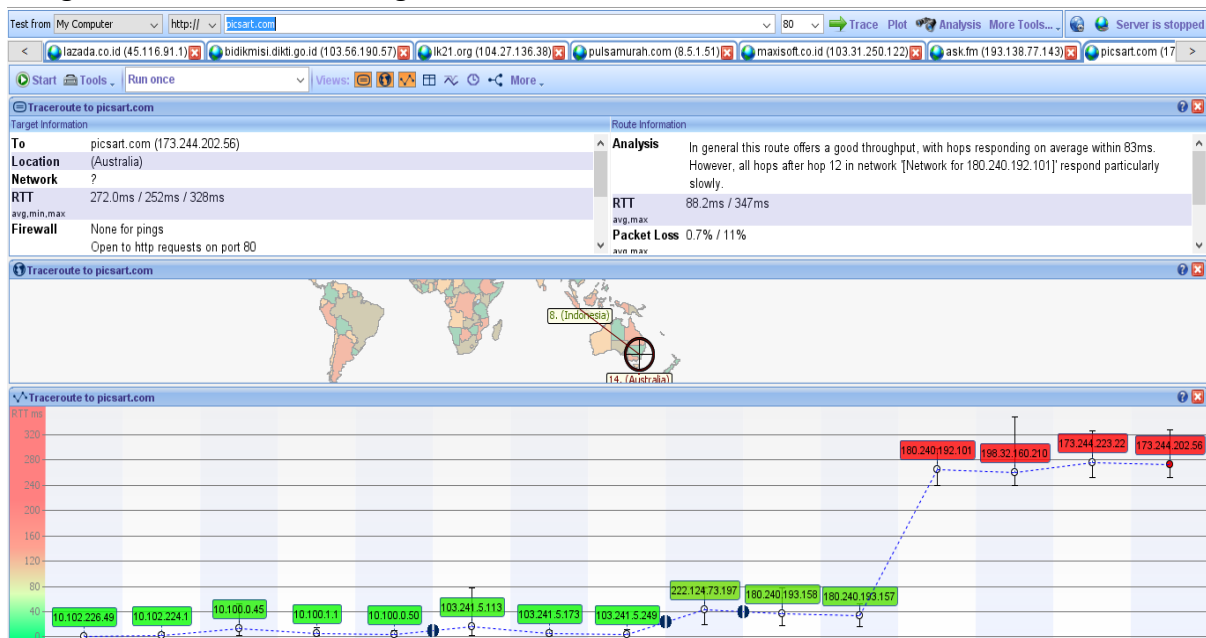 Test from My Computer http:// picsart.com 80 Trace Plot Analysis More Tools... Server is stopped
< lazada.co.id (45.116.91.1) bidikmisi.dikti.go.id (103.56.190.57) lk21.org (104.27.136.38) pulsamurah.com (8.5.1.51) maxisoft.co.id (103.31.250.122) ask.fm (193.138.77.143) picsart.com (17 >
Start Tools Run once Views: More
Traceroute to picsart.com
Target Information Route Information
To picsart.com (173.244.202.56)
Location (Australia)
Network ?
RTT 272.0ms / 252ms / 328ms
avg,min,max
Firewall None for pings
Open to http requests on port 80
Analysis In general this route offers a good throughput, with hops responding on average within 83ms.
However, all hops after hop 12 in network '[Network for 180.240.192.101]' respond particularly
slowly.
RTT 88.2ms / 347ms
avg,max
Packet Loss 0.7% / 11%
avg max
Traceroute to picsart.com
8. (Indonesia)
14. (Australia)
Traceroute to picsart.com
RTT ms
320
280
240
200
160
120
80
40
0
10.102.226.49
10.102.224.1
10.100.0.45
10.100.1.1
10.100.0.50
103.241.5.113
103.241.5.173
103.241.5.249
222.124.73.197
180.240.193.158
180.240.193.157
180.240.192.101
198.32.160.210
173.244.223.22
173.244.202.56